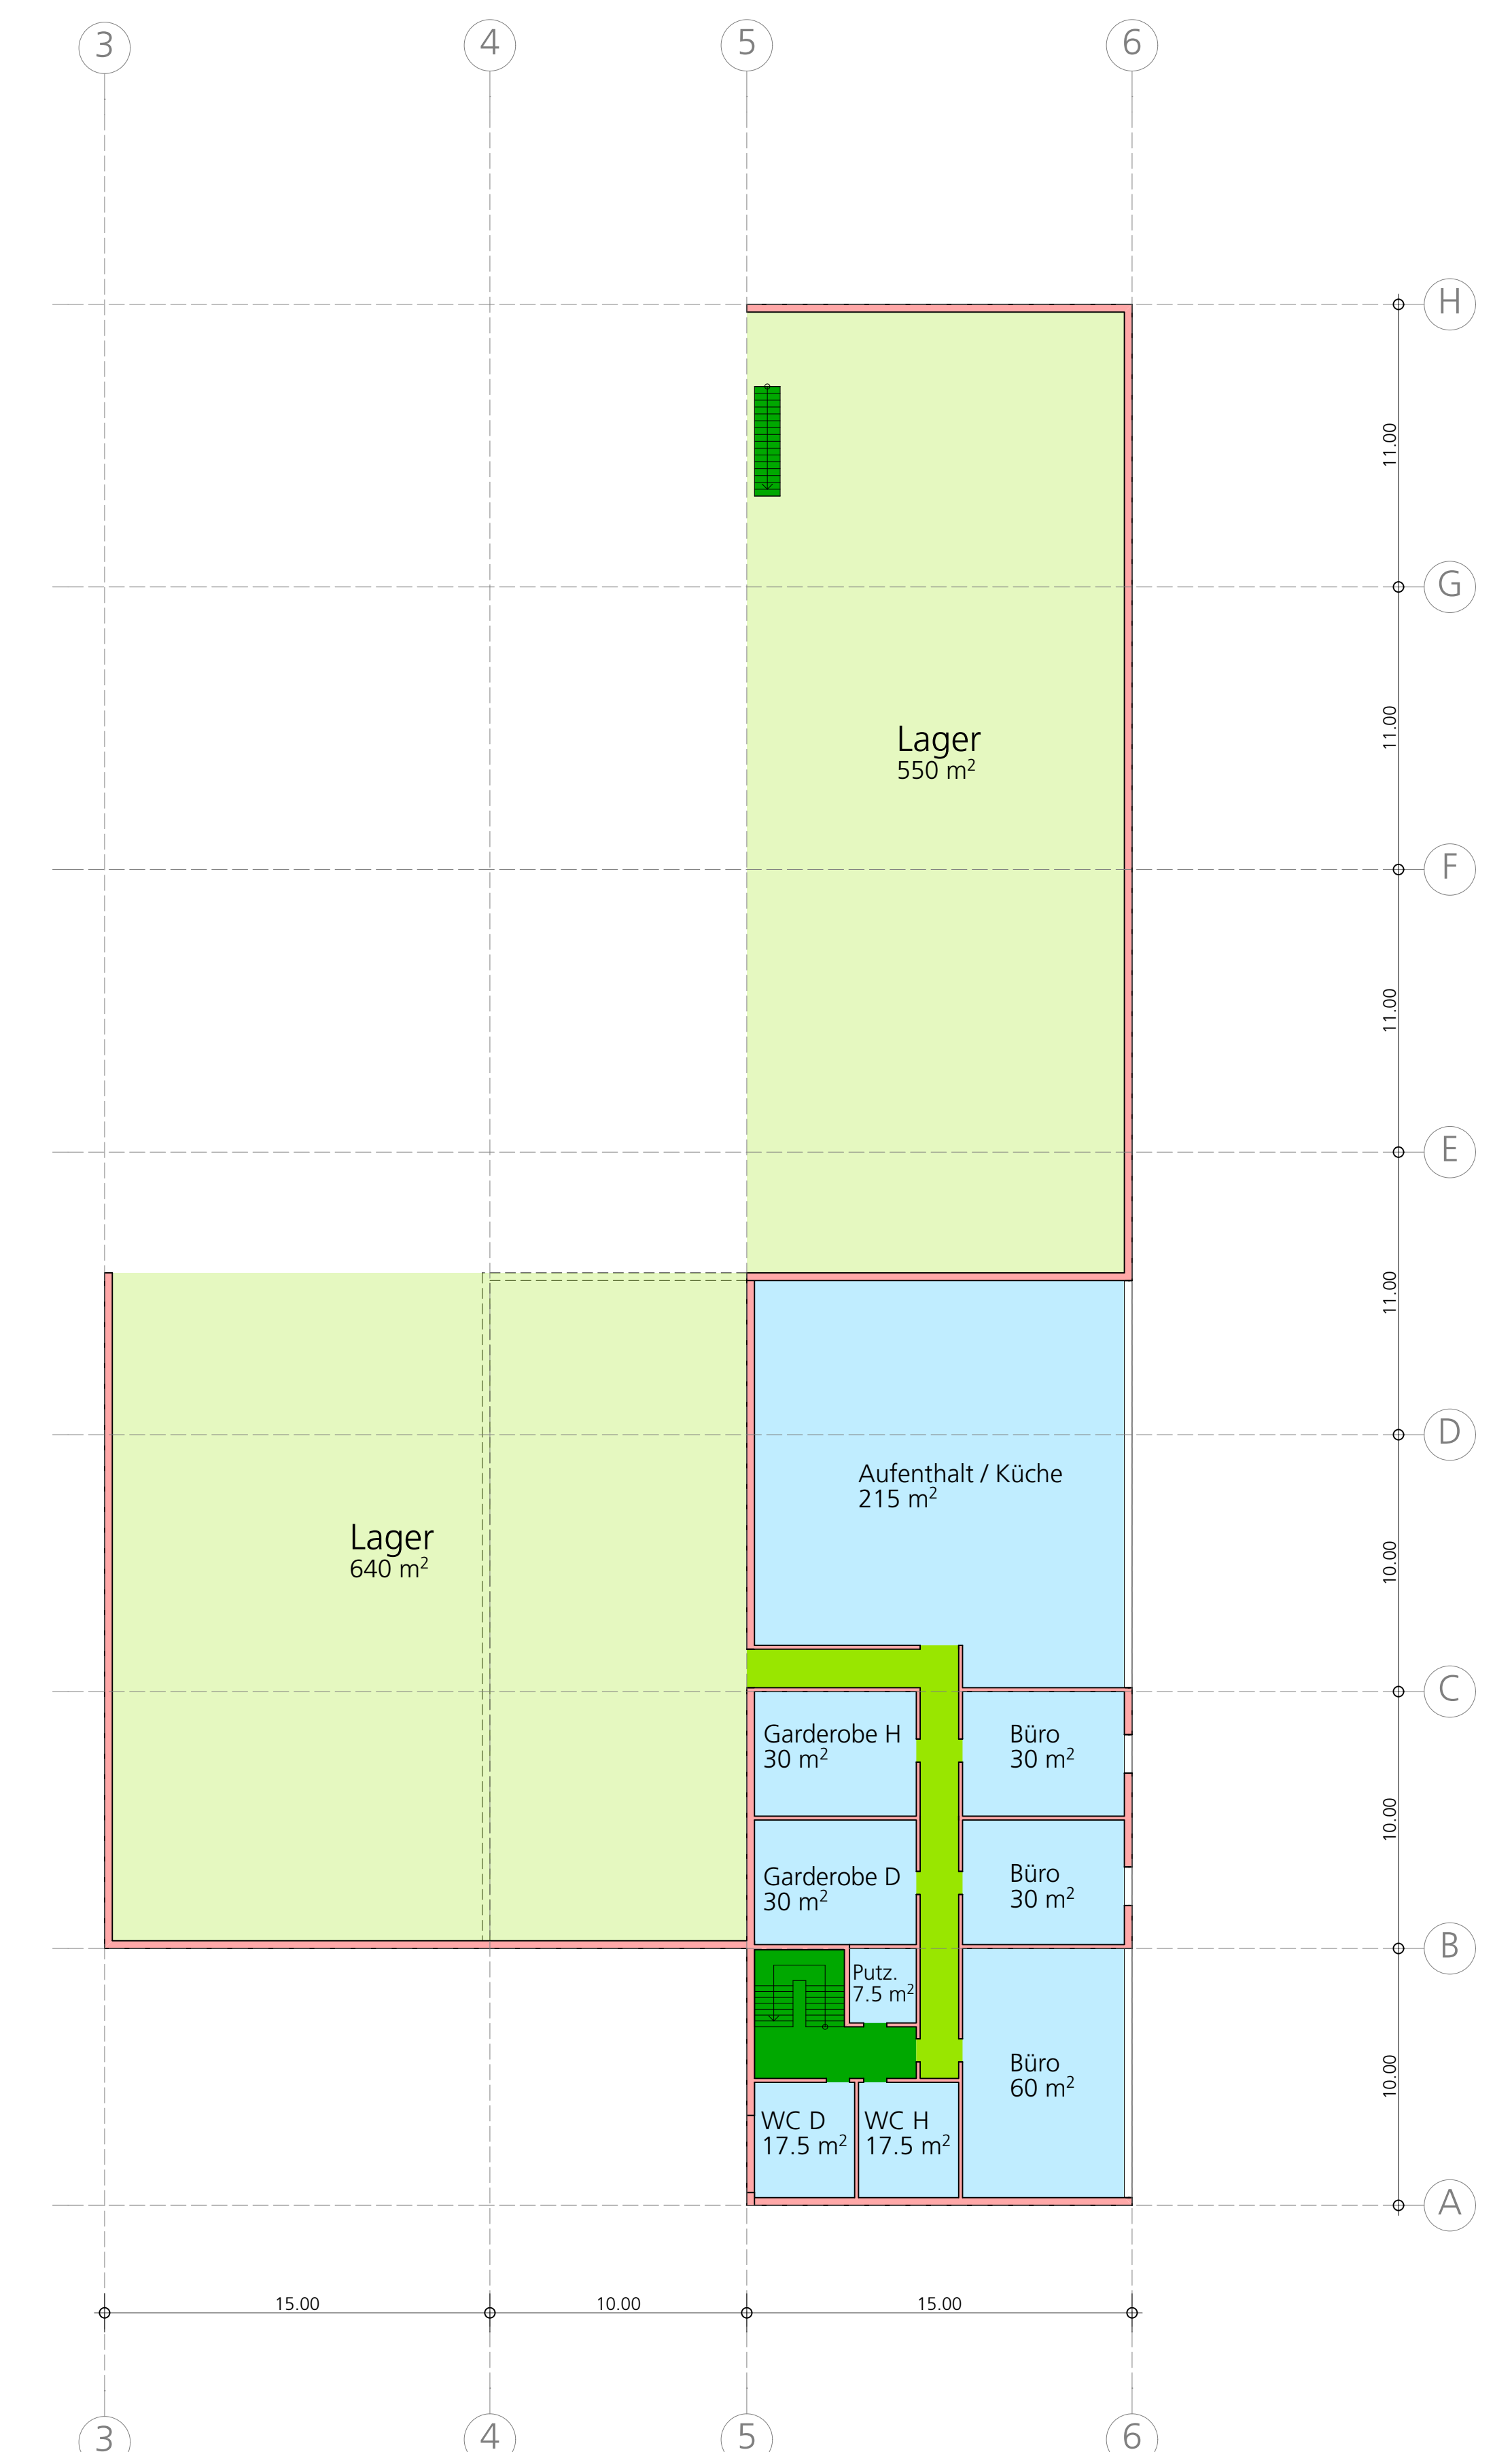 3 4 5 6
H
11.00
G
Lager
550 m²
11.00
F
11.00
E
11.00
D
Aufenthalt / Küche
215 m²
Lager
640 m²
10.00
C
Garderobe H
30 m²
Büro
30 m²
10.00
Garderobe D
30 m²
Büro
30 m²
B
Putz.
7.5 m²
Büro
60 m²
10.00
WC D
17.5 m²
WC H
17.5 m²
A
15.00 10.00 15.00
3 4 5 6